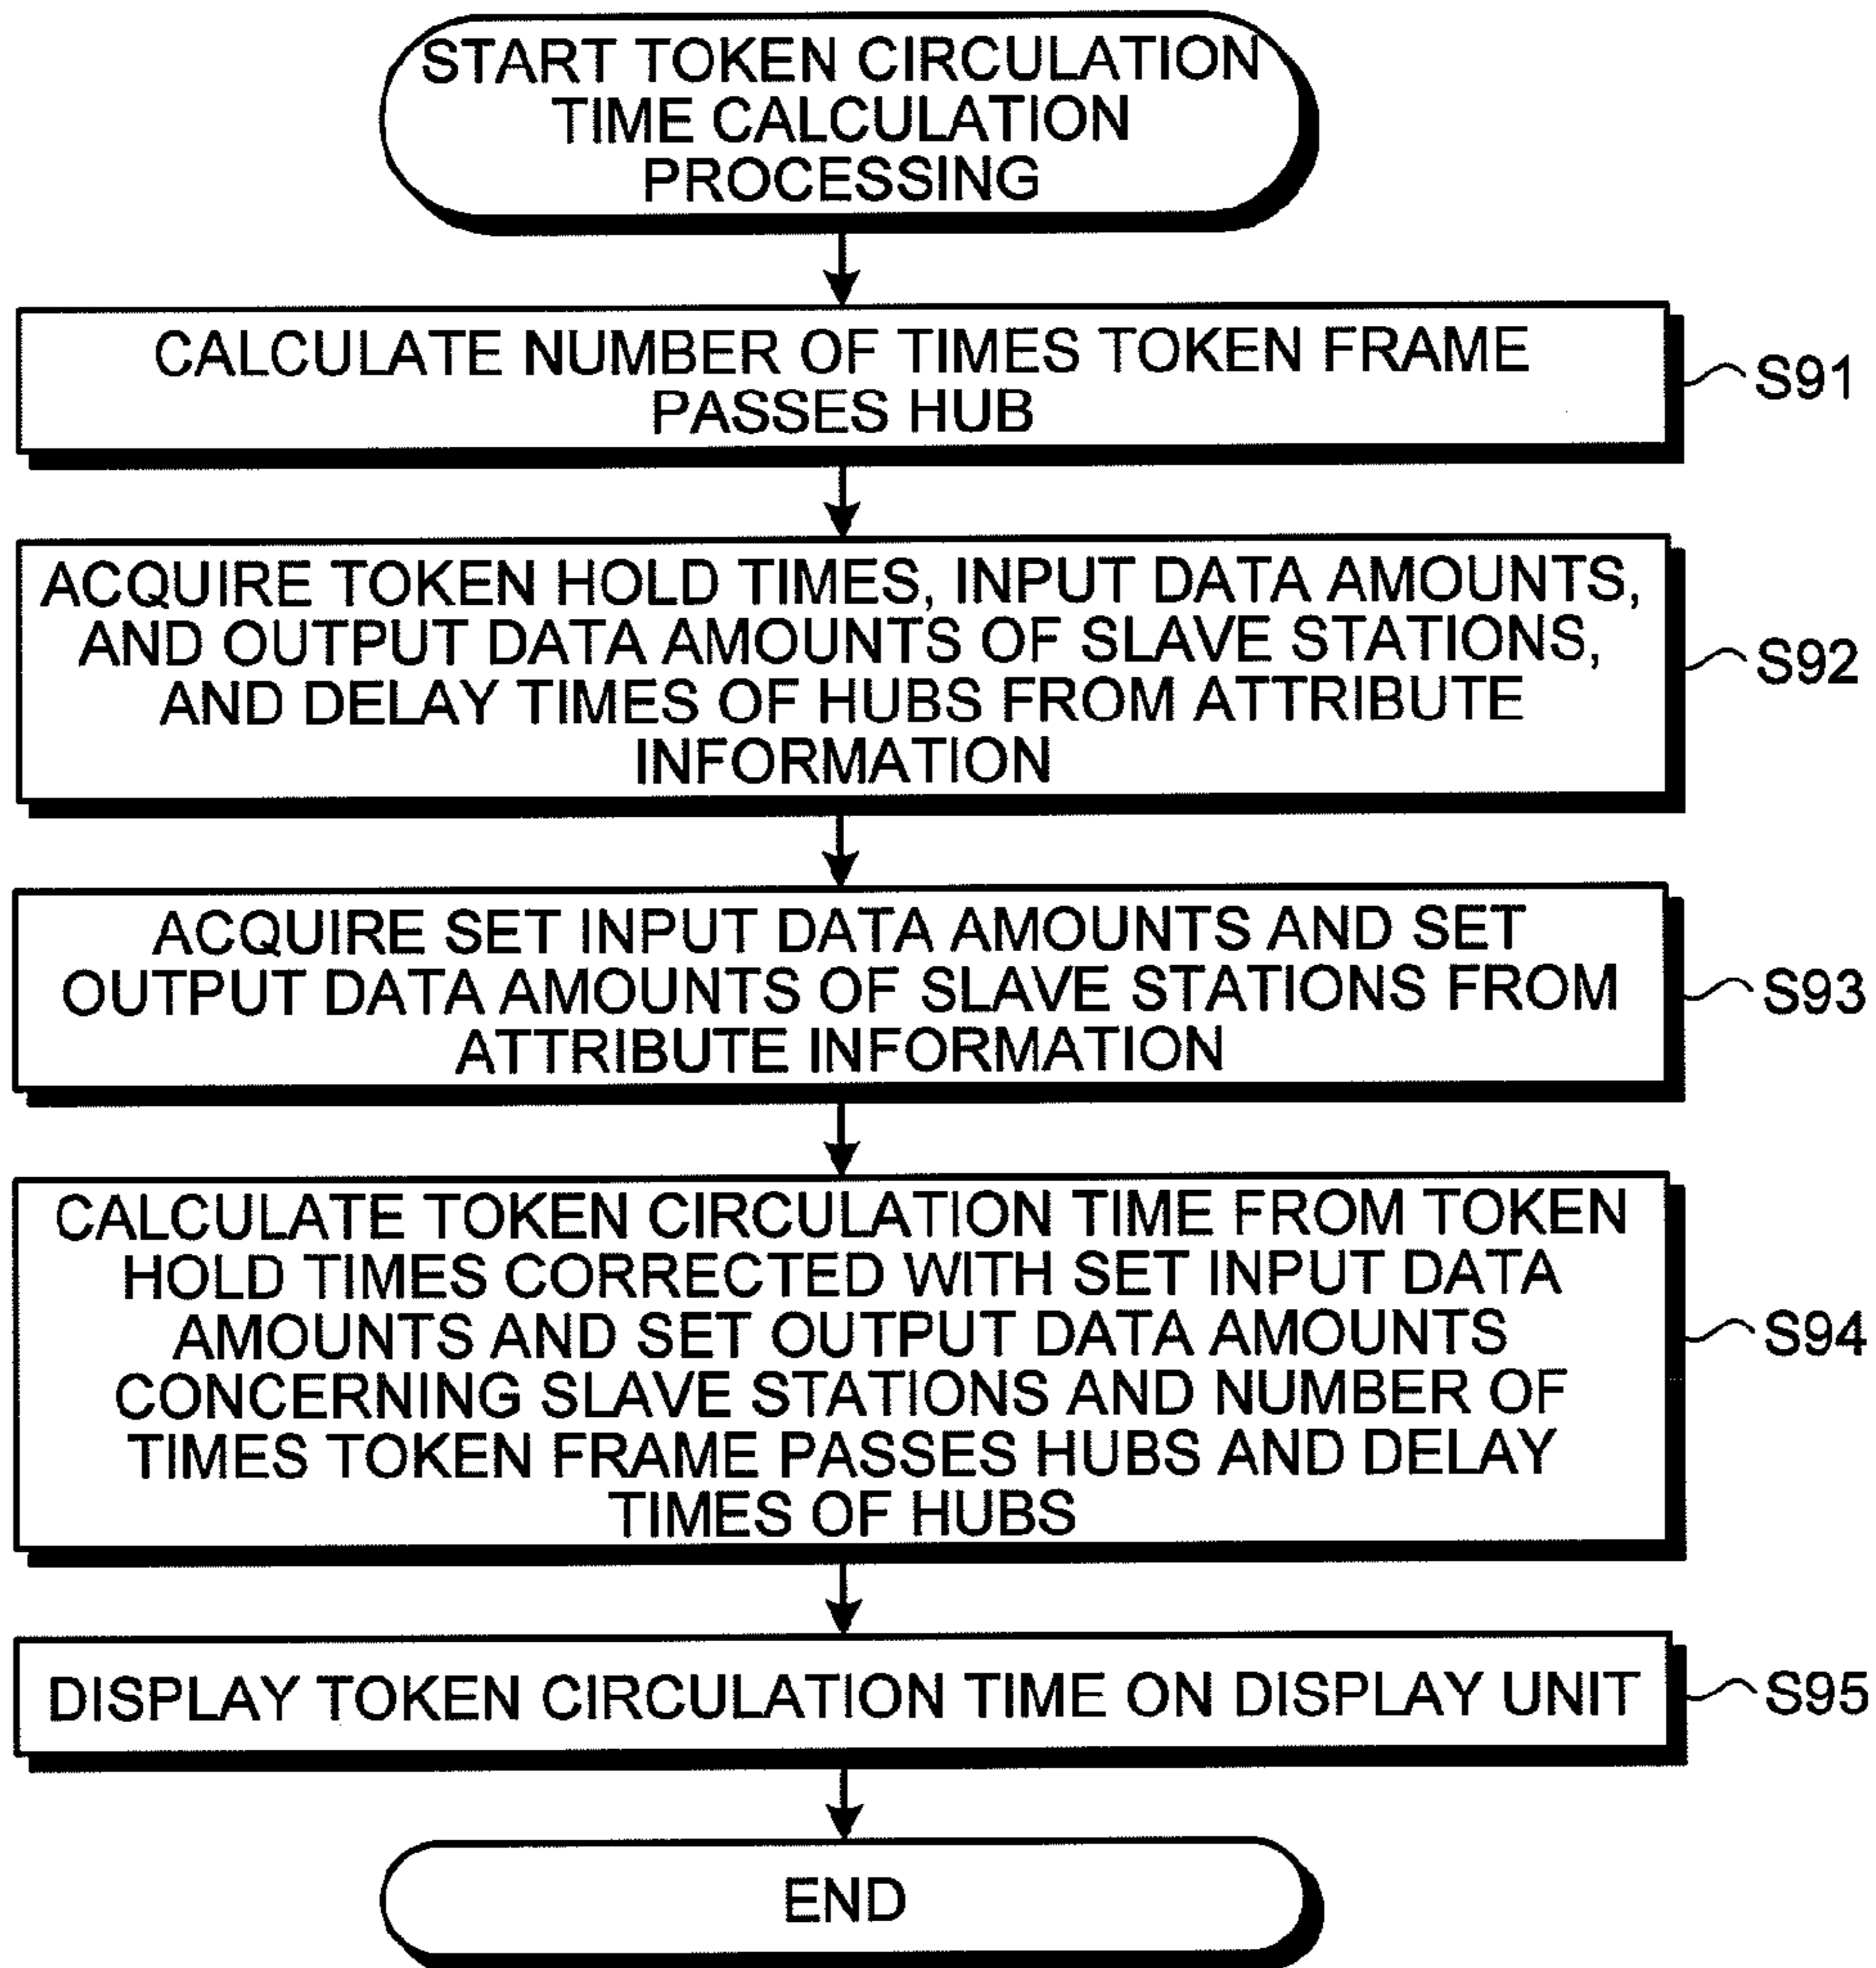 START TOKEN CIRCULATION
TIME CALCULATION
PROCESSING
CALCULATE NUMBER OF TIMES TOKEN FRAME
PASSES HUB
S91
ACQUIRE TOKEN HOLD TIMES, INPUT DATA AMOUNTS,
AND OUTPUT DATA AMOUNTS OF SLAVE STATIONS,
AND DELAY TIMES OF HUBS FROM ATTRIBUTE
INFORMATION
S92
ACQUIRE SET INPUT DATA AMOUNTS AND SET
OUTPUT DATA AMOUNTS OF SLAVE STATIONS FROM
ATTRIBUTE INFORMATION
S93
CALCULATE TOKEN CIRCULATION TIME FROM TOKEN
HOLD TIMES CORRECTED WITH SET INPUT DATA
AMOUNTS AND SET OUTPUT DATA AMOUNTS
CONCERNING SLAVE STATIONS AND NUMBER OF
TIMES TOKEN FRAME PASSES HUBS AND DELAY
TIMES OF HUBS
S94
DISPLAY TOKEN CIRCULATION TIME ON DISPLAY UNIT
S95
END